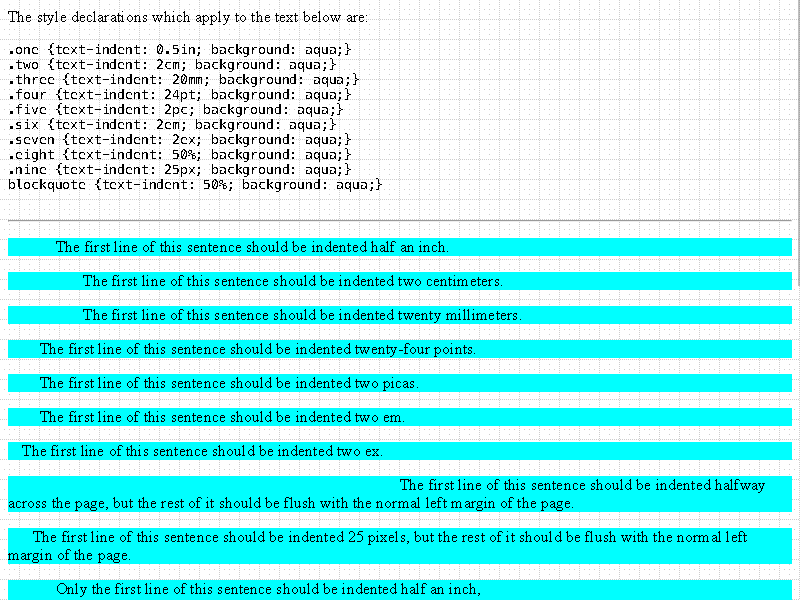 The style declarations which apply to the text below are:
.one {text-indent: 0.5in; background: aqua;}
.two {text-indent: 2cm; background: aqua;}
.three {text-indent: 20mm; background: aqua;}
.four {text-indent: 24pt; background: aqua;}
.five {text-indent: 2pc; background: aqua;}
.six {text-indent: 2em; background: aqua;}
.seven {text-indent: 2ex; background: aqua;}
.eight {text-indent: 50%; background: aqua;}
.nine {text-indent: 25px; background: aqua;}
blockquote {text-indent: 50%; background: aqua;}
The first line of this sentence should be indented half an inch.
The first line of this sentence should be indented two centimeters.
The first line of this sentence should be indented twenty millimeters.
The first line of this sentence should be indented twenty-four points.
The first line of this sentence should be indented two picas.
The first line of this sentence should be indented two em.
The first line of this sentence should be indented two ex.
The first line of this sentence should be indented halfway
across the page, but the rest of it should be flush with the normal left margin of the page.
The first line of this sentence should be indented 25 pixels, but the rest of it should be flush with the normal left
margin of the page.
Only the first line of this sentence should be indented half an inch,